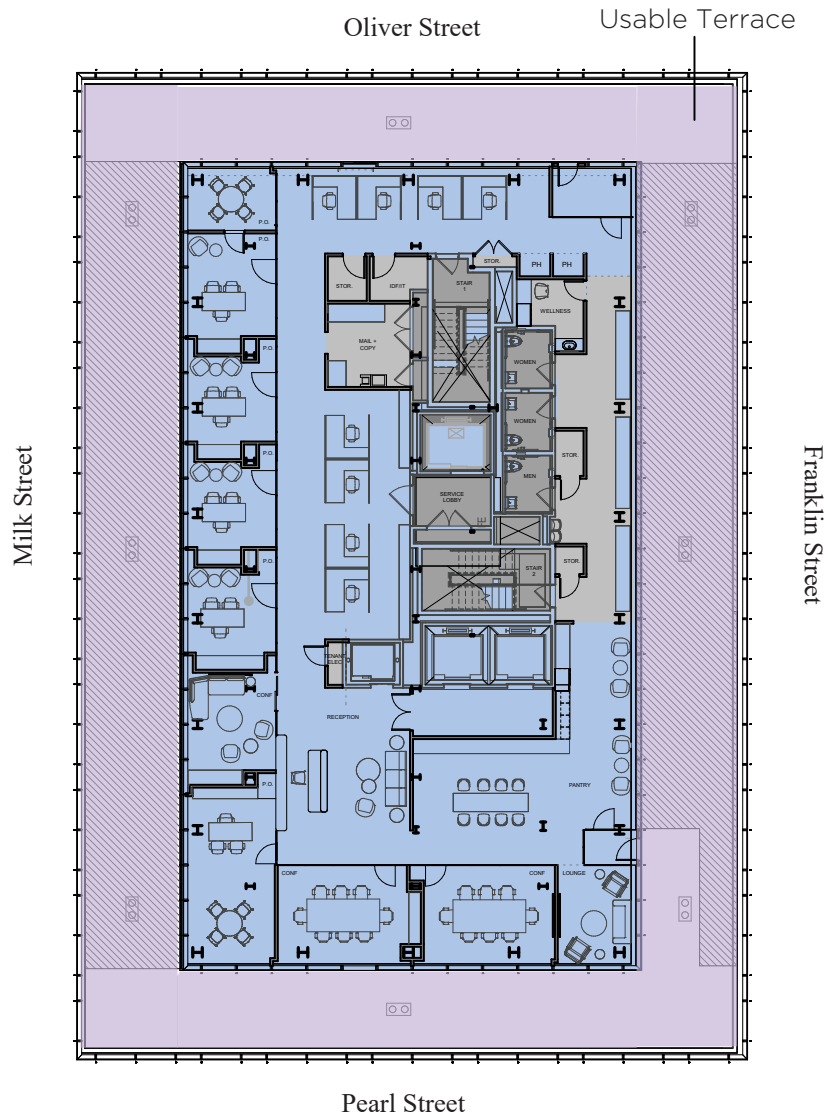 Oliver Street
Usable Terrace
P.O.
P.O.
STOR.
IDF/IT
STAIR
1
STOR.
PH
PH
WELLNESS
MAIL +
COPY
WOMEN
P.O.
WOMEN
P.O.
STOR.
MEN
SERVICE
LOBBY
Milk Street
Franklin Street
P.O.
STOR.
STAIR
2
TENANT
ELEC
CONF
RECEPTION
P.O.
PANTRY
CONF
CONF
LOUNGE
Pearl Street